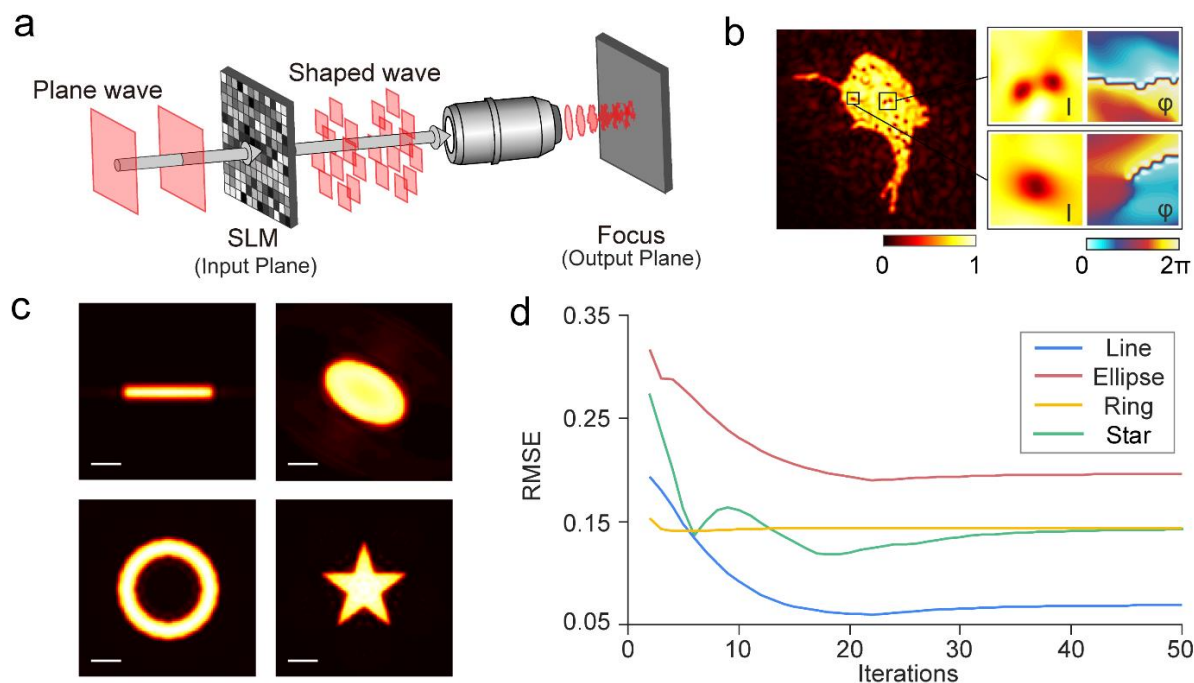 a
Plane wave
Shaped wave
SLM
(Input Plane)
Focus
(Output Plane)
b
I
φ
I
φ
0 1
0 2π
c
d
0.35
0.25
0.15
0.05
RMSE
Line
Ellipse
Ring
Star
0 10 20 30 40 50
Iterations